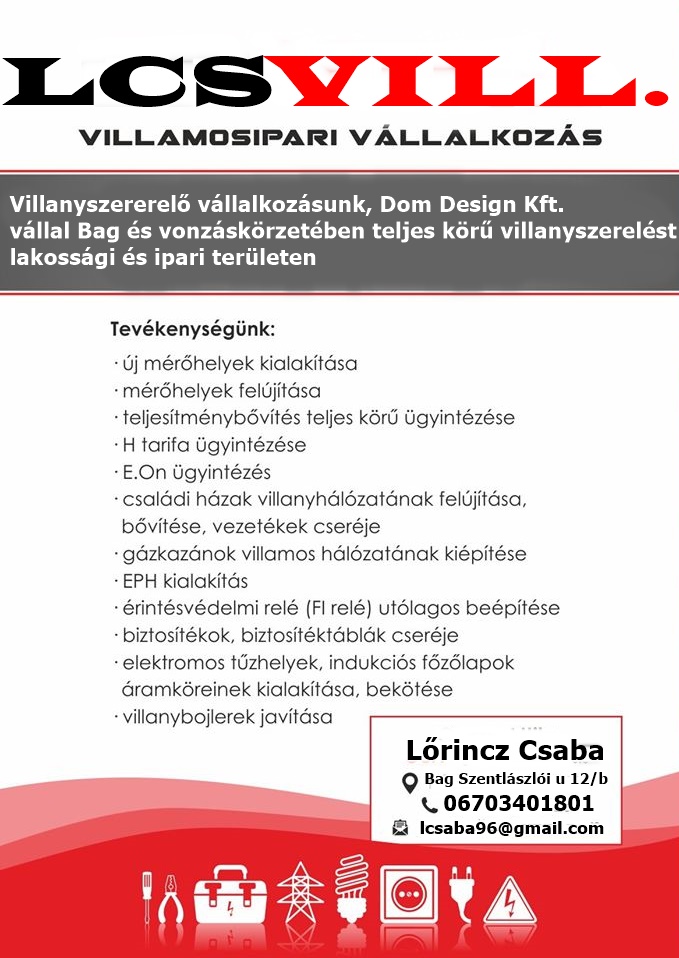 LCSVILL.
VILLAMOSIPARI VÁLLALKOZÁS
Villanyszererelő vállalkozásunk, Dom Design Kft.
vállal Bag és vonzáskörzetében teljes körű villanyszerelést
lakossági és ipari területen
Tevékenységünk:
· új mérőhelyek kialakítása
· mérőhelyek felújítása
· teljesítménybővítés teljes körű ügyintézése
· H tarifa ügyintézése
· E.On ügyintézés
· családi házak villanyhálózatának felújítása,
bővítése, vezetékek cseréje
· gázkazánok villamos hálózatának kiépítése
· EPH kialakítás
· érintésvédelmi relé (FI relé) utólagos beépítése
· biztosítékok, biztosítéktáblák cseréje
· elektromos tűzhelyek, indukciós főzőlapok
áramköreinek kialakítása, bekötése
· villanybojlerek javítása
Lőrincz Csaba
Bag Szentlászlói u 12/b
06703401801
lcsaba96@gmail.com